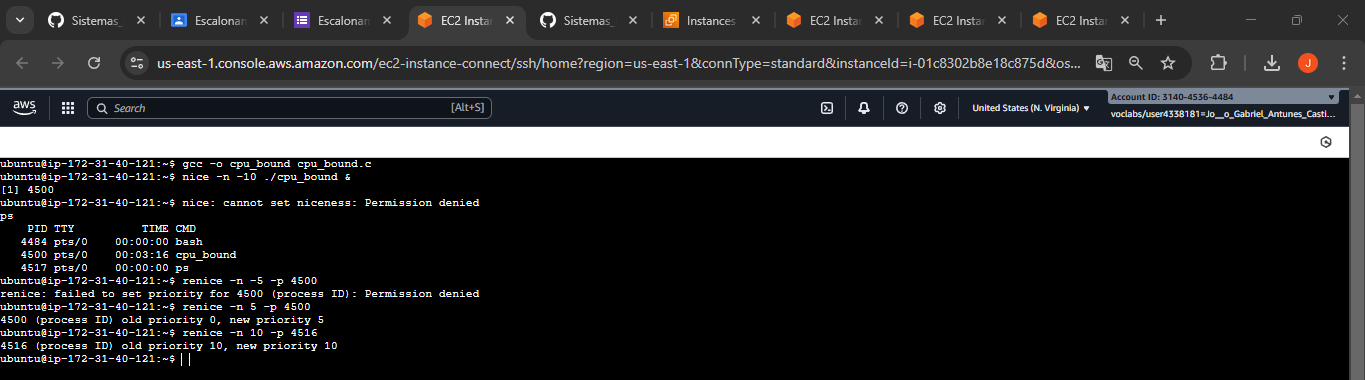 Sistemas_
Escalonan
Escalonan
EC2 Instan
Sistemas_
Instances
EC2 Instan
EC2 Instan
EC2 Instan
us-east-1.console.aws.amazon.com/ec2-instance-connect/ssh/home?region=us-east-1&connType=standard&instanceId=i-01c8302b8e18c875d&os...
J
aws
Search
[Alt+S]
United States (N. Virginia)
Account ID: 3140-4536-4484
voclabs/user4338181=Jo__o_Gabriel_Antunes_Casti...
ubuntu@ip-172-31-40-121:~$ gcc -o cpu_bound cpu_bound.c
ubuntu@ip-172-31-40-121:~$ nice -n -10 ./cpu_bound &
[1] 4500
ubuntu@ip-172-31-40-121:~$ nice: cannot set niceness: Permission denied
ps
    PID TTY          TIME CMD
   4484 pts/0    00:00:00 bash
   4500 pts/0    00:03:16 cpu_bound
   4517 pts/0    00:00:00 ps
ubuntu@ip-172-31-40-121:~$ renice -n -5 -p 4500
renice: failed to set priority for 4500 (process ID): Permission denied
ubuntu@ip-172-31-40-121:~$ renice -n 5 -p 4500
4500 (process ID) old priority 0, new priority 5
ubuntu@ip-172-31-40-121:~$ renice -n 10 -p 4516
4516 (process ID) old priority 10, new priority 10
ubuntu@ip-172-31-40-121:~$